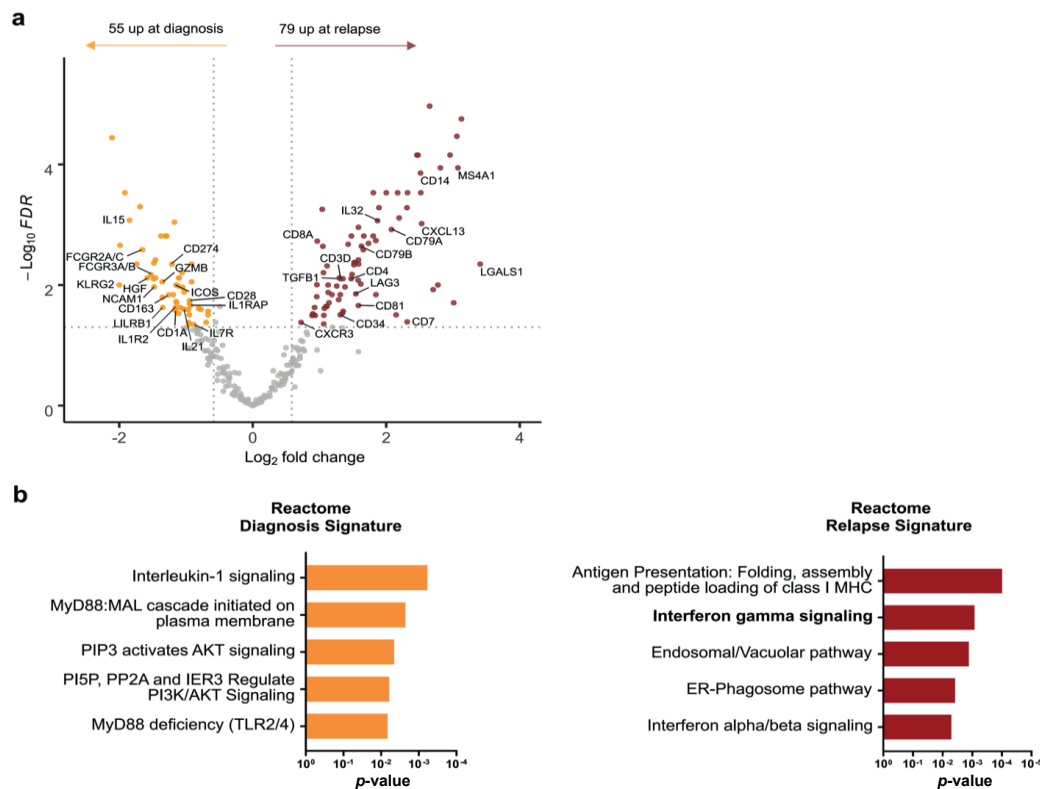 a
55 up at diagnosis
79 up at relapse
−Log10 FDR
4
2
0
-2
0
2
4
Log2 fold change
IL15
FCGR2A/C
FCGR3A/B
KLRG2
HGF
NCAM1
CD163
LILRB1
IL1R2
CD1A
IL21
IL7R
CD274
GZMB
ICOS
CD28
IL1RAP
CD14
MS4A1
IL32
CXCL13
CD8A
CD79A
CD79B
CD3D
TGFB1
CD4
LAG3
LGALS1
CD81
CD34
CD7
CXCR3
b
Reactome
Diagnosis Signature
Interleukin-1 signaling
MyD88:MAL cascade initiated on
plasma membrane
PIP3 activates AKT signaling
PI5P, PP2A and IER3 Regulate
PI3K/AKT Signaling
MyD88 deficiency (TLR2/4)
10⁰ 10⁻¹ 10⁻² 10⁻³ 10⁻⁴
p-value
Reactome
Relapse Signature
Antigen Presentation: Folding, assembly
and peptide loading of class I MHC
Interferon gamma signaling
Endosomal/Vacuolar pathway
ER-Phagosome pathway
Interferon alpha/beta signaling
10⁰ 10⁻¹ 10⁻² 10⁻³ 10⁻⁴ 10⁻⁵
p-value